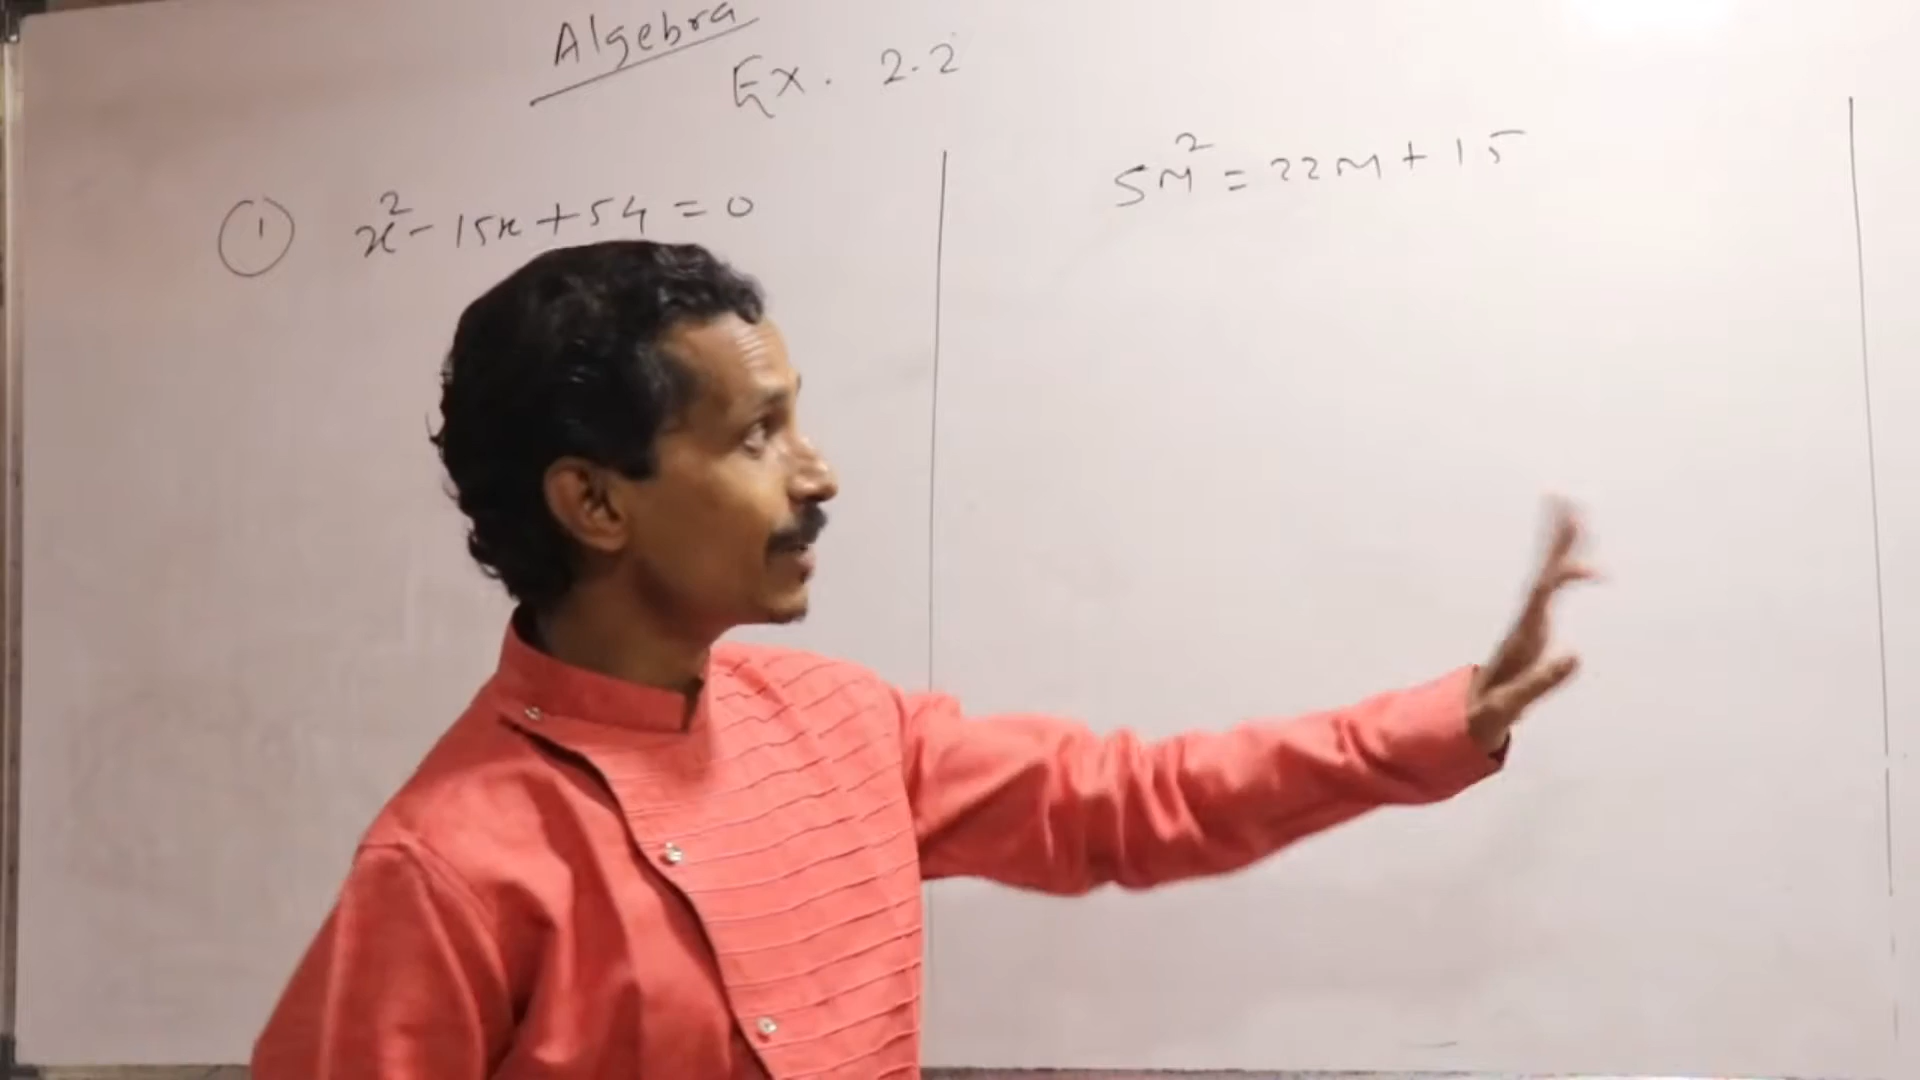 Algebra
Ex. 2.2
① x² - 15x + 54 = 0
5m² = 22m + 15